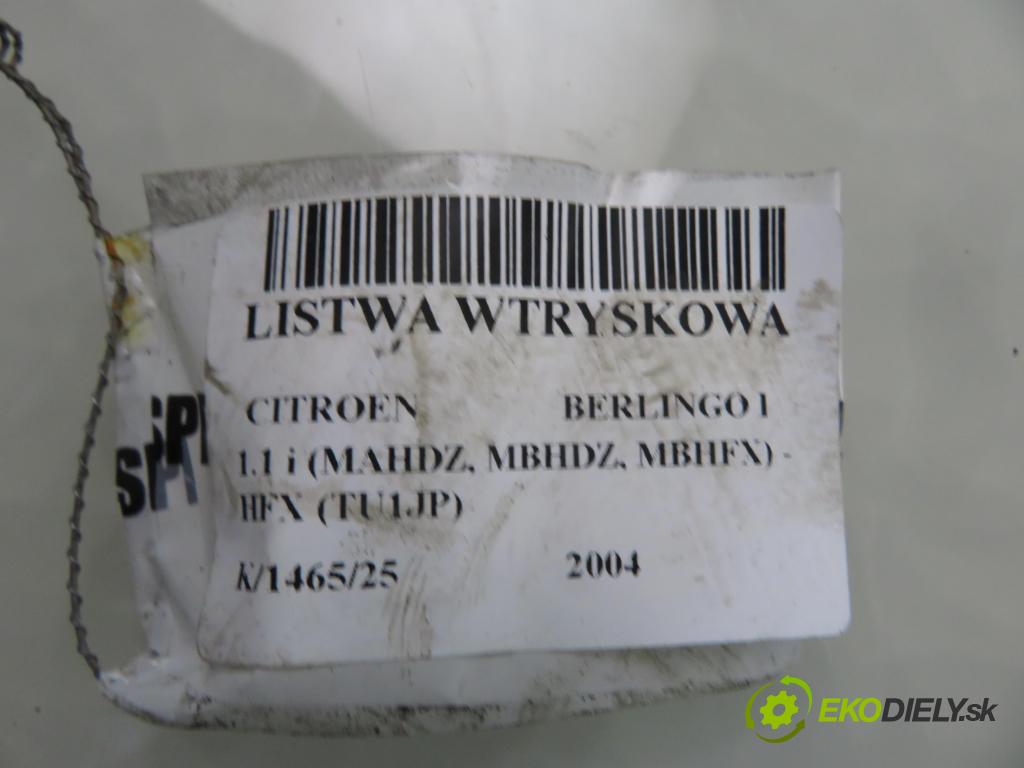 LISTWA WTRYSKOWA
CITROEN BERLINGO I
1.1 i (MAHDZ, MBHDZ, MBHFX) -
HFX (TU1JP)
K/1465/25 2004
EKODIELY.sk